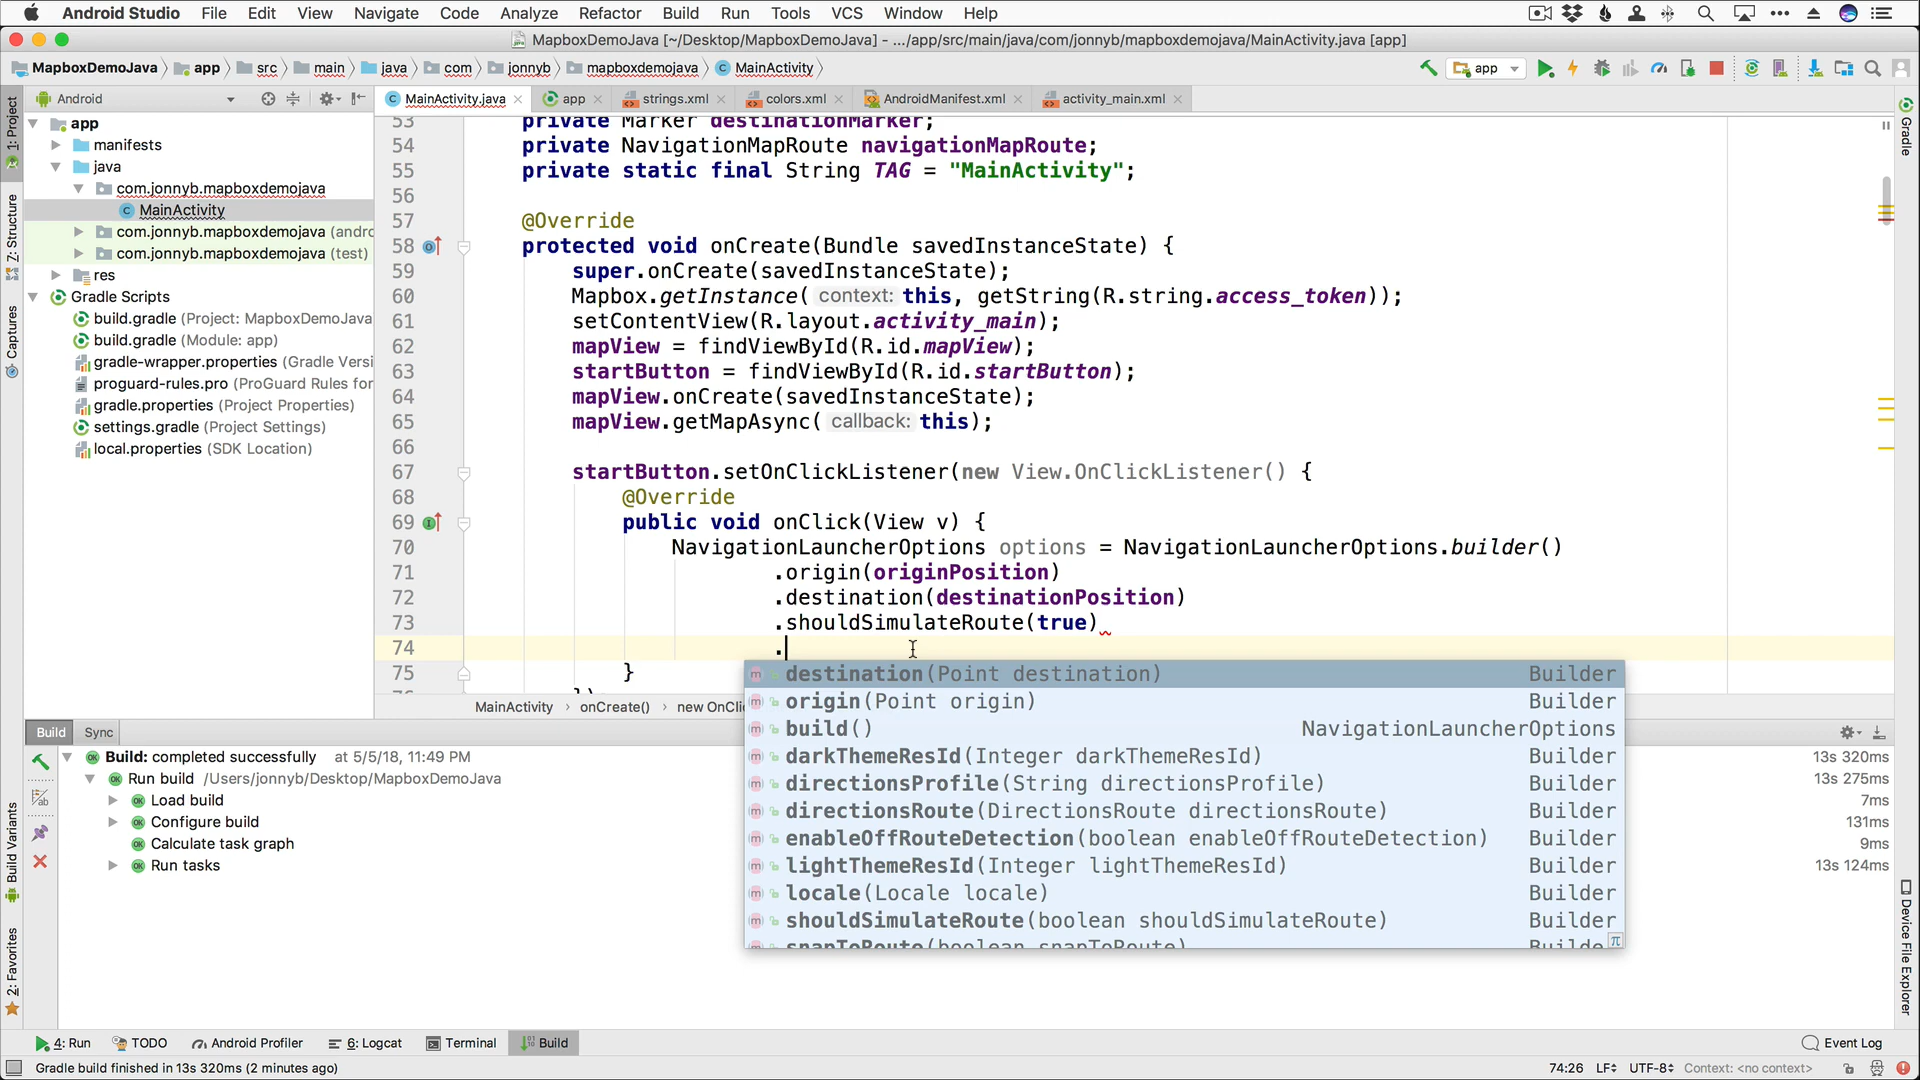 Android Studio File Edit View Navigate Code Analyze Refactor Build Run Tools VCS Window Help
MapboxDemoJava [~/Desktop/MapboxDemoJava] - .../app/src/main/java/com/jonnyb/mapboxdemojava/MainActivity.java [app]
MapboxDemoJava app src main java com jonnyb mapboxdemojava MainActivity app
Android MainActivity.java app strings.xml colors.xml AndroidManifest.xml activity_main.xml
1: Project
Z: Structure
Captures
Build Variants
2: Favorites
Gradle
Device File Explorer
app
manifests
java
com.jonnyb.mapboxdemojava
MainActivity
com.jonnyb.mapboxdemojava (andro
com.jonnyb.mapboxdemojava (test)
res
Gradle Scripts
build.gradle (Project: MapboxDemoJava
build.gradle (Module: app)
gradle-wrapper.properties (Gradle Versi
proguard-rules.pro (ProGuard Rules for
gradle.properties (Project Properties)
settings.gradle (Project Settings)
local.properties (SDK Location)
53 private Marker destinationMarker;
54 private NavigationMapRoute navigationMapRoute;
55 private static final String TAG = "MainActivity";
56
57 @Override
58 protected void onCreate(Bundle savedInstanceState) {
59 super.onCreate(savedInstanceState);
60 Mapbox.getInstance( context: this, getString(R.string.access_token));
61 setContentView(R.layout.activity_main);
62 mapView = findViewById(R.id.mapView);
63 startButton = findViewById(R.id.startButton);
64 mapView.onCreate(savedInstanceState);
65 mapView.getMapAsync( callback: this);
66
67 startButton.setOnClickListener(new View.OnClickListener() {
68 @Override
69 public void onClick(View v) {
70 NavigationLauncherOptions options = NavigationLauncherOptions.builder()
71 .origin(originPosition)
72 .destination(destinationPosition)
73 .shouldSimulateRoute(true)
74 .
75 }
MainActivity › onCreate() › new OnClic
destination(Point destination) Builder
origin(Point origin) Builder
build() NavigationLauncherOptions
darkThemeResId(Integer darkThemeResId) Builder
directionsProfile(String directionsProfile) Builder
directionsRoute(DirectionsRoute directionsRoute) Builder
enableOffRouteDetection(boolean enableOffRouteDetection) Builder
lightThemeResId(Integer lightThemeResId) Builder
locale(Locale locale) Builder
shouldSimulateRoute(boolean shouldSimulateRoute) Builder
snapToRoute(boolean snapToRoute) Builde
Build Sync
Build: completed successfully at 5/5/18, 11:49 PM 13s 320ms
Run build /Users/jonnyb/Desktop/MapboxDemoJava 13s 275ms
Load build 7ms
Configure build 131ms
Calculate task graph 9ms
Run tasks 13s 124ms
4: Run TODO Android Profiler 6: Logcat Terminal Build Event Log
Gradle build finished in 13s 320ms (2 minutes ago) 74:26 LF UTF-8 Context: <no context>